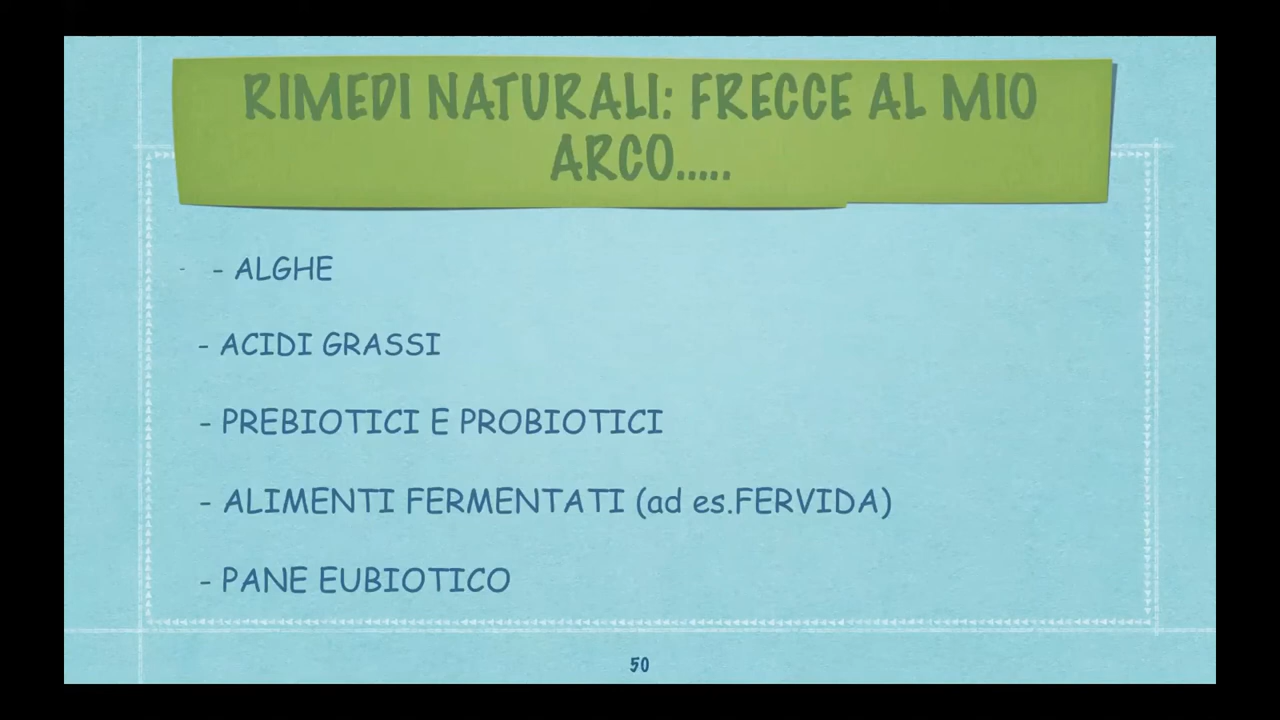 RIMEDI NATURALI: FRECCE AL MIO
ARCO.....
- - ALGHE
- ACIDI GRASSI
- PREBIOTICI E PROBIOTICI
- ALIMENTI FERMENTATI (ad es.FERVIDA)
- PANE EUBIOTICO
50